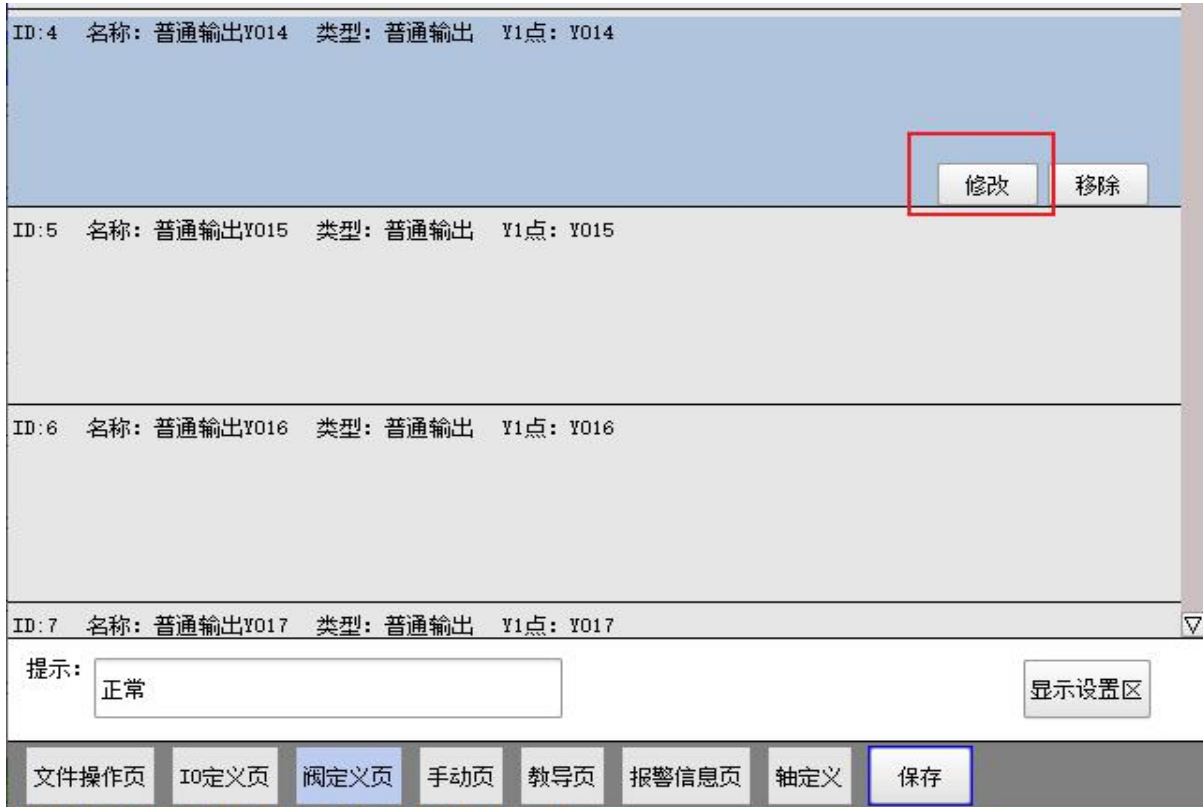 ID:4 名称：普通输出Y014 类型：普通输出 Y1点：Y014
修改 移除
ID:5 名称：普通输出Y015 类型：普通输出 Y1点：Y015
ID:6 名称：普通输出Y016 类型：普通输出 Y1点：Y016
ID:7 名称：普通输出Y017 类型：普通输出 Y1点：Y017
提示：
正常 显示设置区
文件操作页 IO定义页 阀定义页 手动页 教导页 报警信息页 轴定义 保存